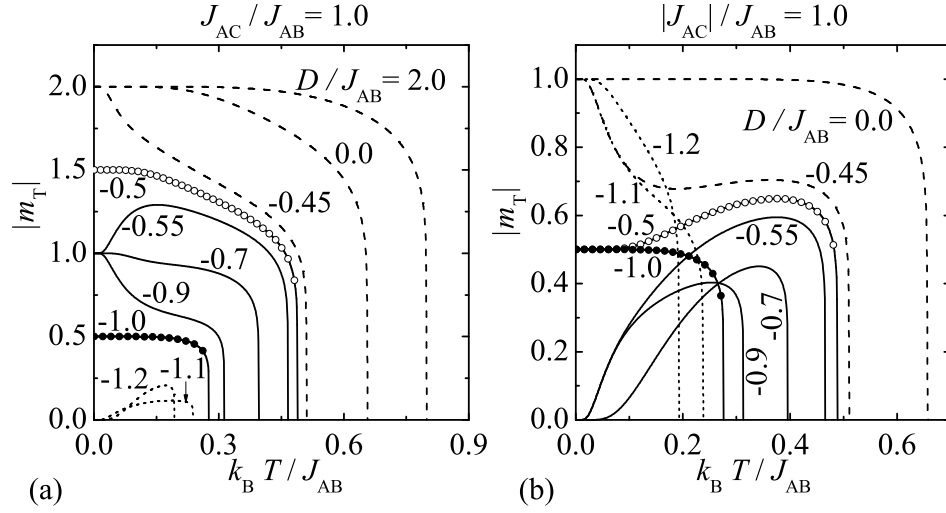 J_AC / J_AB = 1.0
2.0
1.5
1.0
0.5
0.0
|m_T|
D / J_AB = 2.0
0.0
-0.45
-0.5
-0.55
-0.7
-0.9
-1.0
-1.1
-1.2
0.0 0.3 0.6 0.9
k_B T / J_AB
(a)
|J_AC| / J_AB = 1.0
1.0
0.8
0.6
0.4
0.2
0.0
|m_T|
D / J_AB = 0.0
-1.2
-0.45
-1.1
-0.5
-0.55
-1.0
-0.7
-0.9
0.0 0.2 0.4 0.6
k_B T / J_AB
(b)